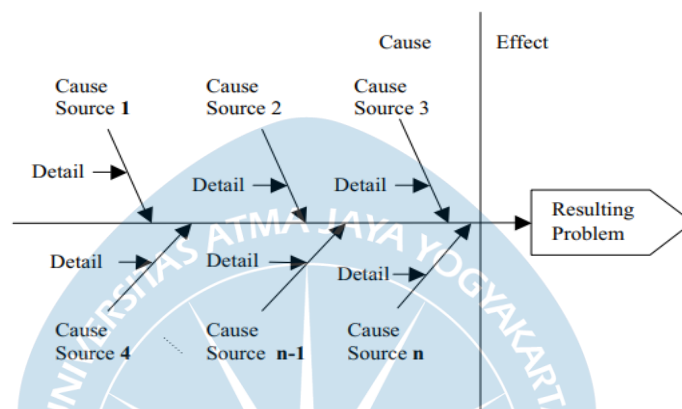 Cause Effect
Cause
Source 1
Cause
Source 2
Cause
Source 3
Detail
Detail
Detail
Resulting
Problem
Detail
Detail
Detail
Cause
Source 4
Cause
Source n-1
Cause
Source n
UNIVERSITAS ATMA JAYA YOGYAKARTA